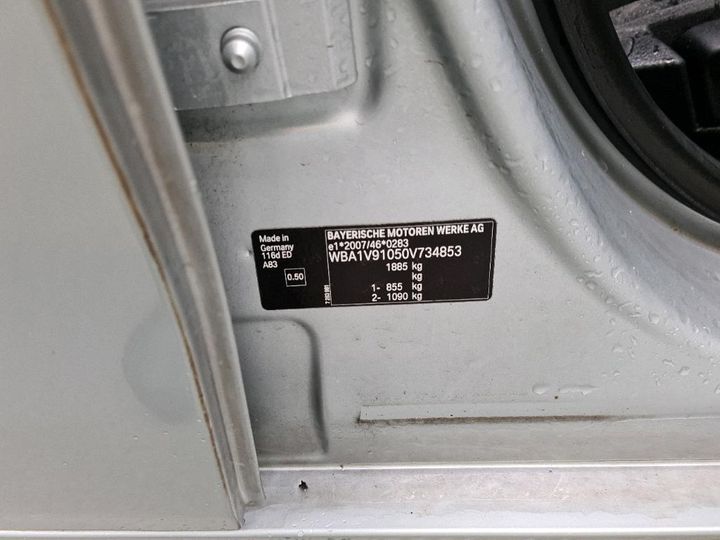 BAYERISCHE MOTOREN WERKE AG
e1*2007/46*0283
WBA1V91050V734853
1885 kg
kg
1- 855 kg
2- 1090 kg
Made in
Germany
116d ED
A83
0.50